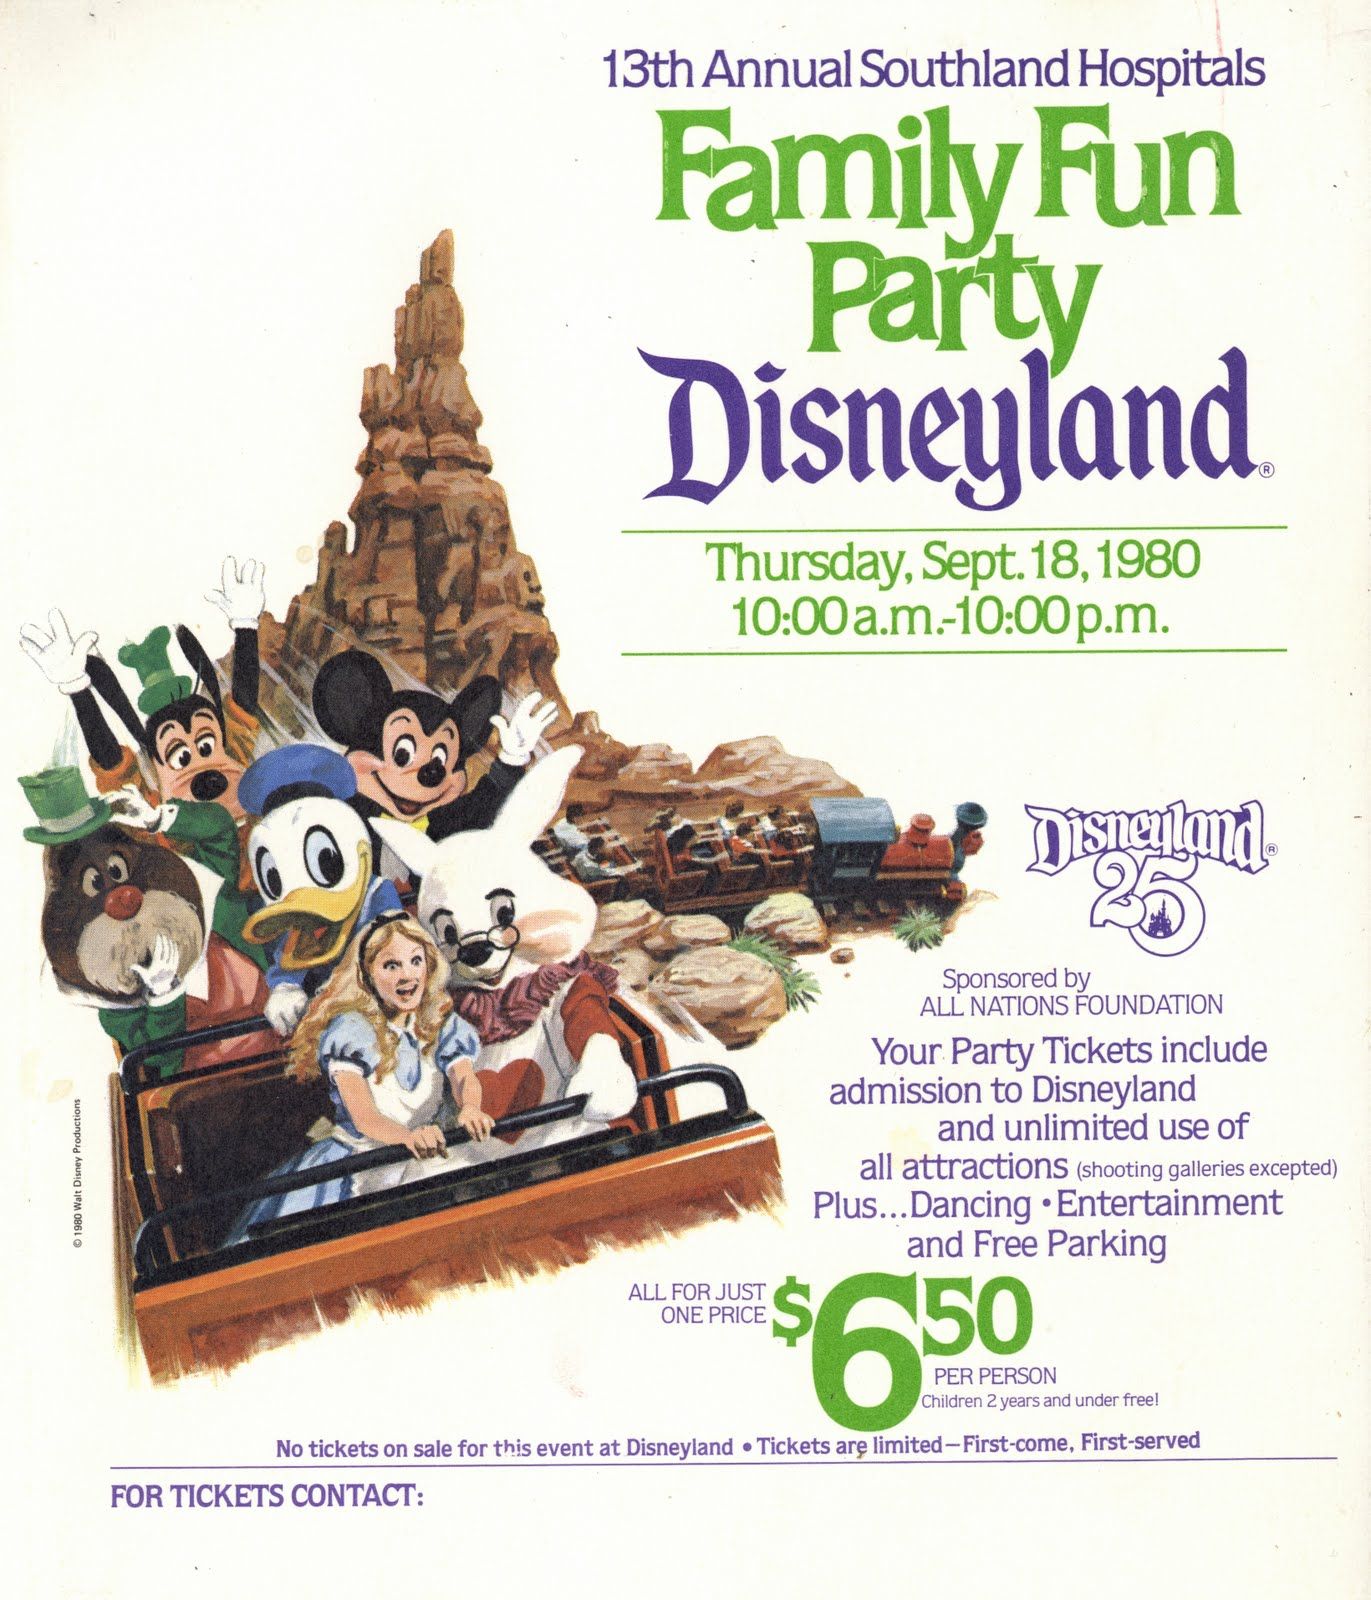 13th Annual Southland Hospitals
Family Fun
Party
Disneyland®
Thursday, Sept. 18, 1980
10:00 a.m.-10:00 p.m.
Disneyland®
25
Sponsored by
ALL NATIONS FOUNDATION
Your Party Tickets include
admission to Disneyland
and unlimited use of
all attractions (shooting galleries excepted)
Plus...Dancing • Entertainment
and Free Parking
ALL FOR JUST
ONE PRICE
$6 50
PER PERSON
Children 2 years and under free!
© 1980 Walt Disney Productions
No tickets on sale for this event at Disneyland • Tickets are limited—First-come, First-served
FOR TICKETS CONTACT: